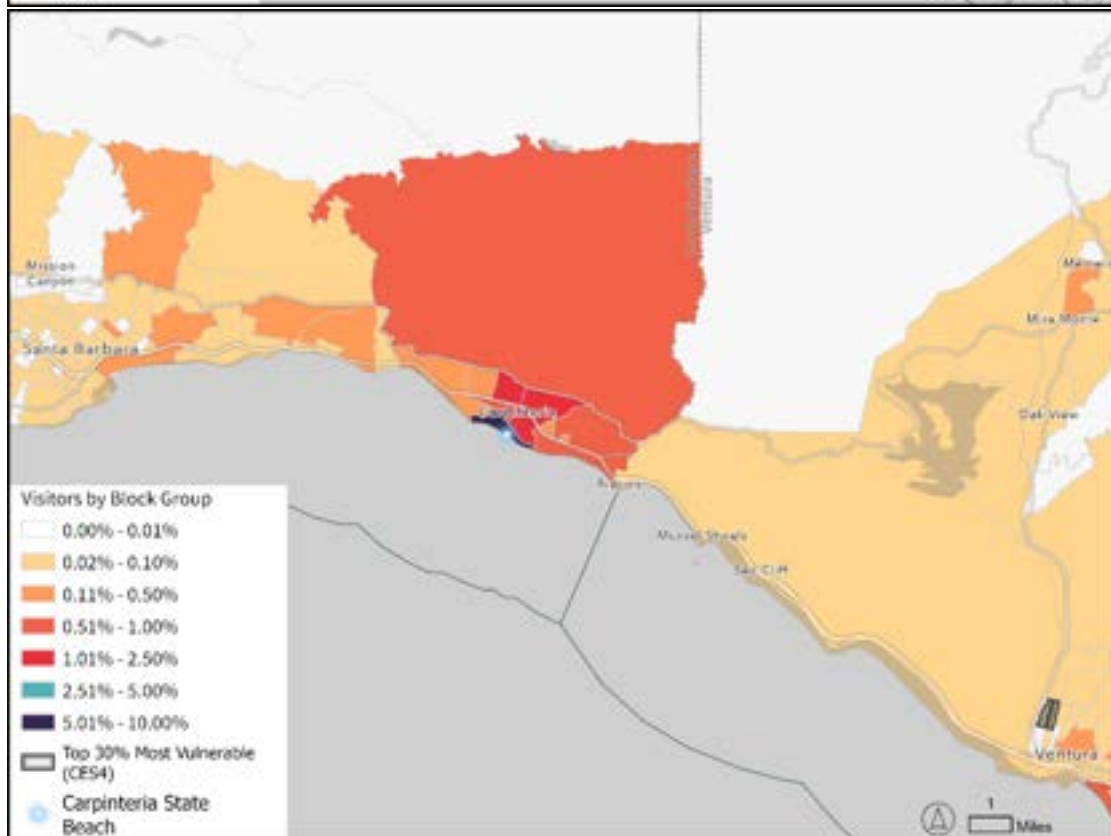 Ventura
Mission
Canyon
Santa Barbara
Mira Monte
Oak View
Mussel Shoals
Sea Cliff
Visitors by Block Group
0.00% - 0.01%
0.02% - 0.10%
0.11% - 0.50%
0.51% - 1.00%
1.01% - 2.50%
2.51% - 5.00%
5.01% - 10.00%
Top 30% Most Vulnerable
(CES4)
Carpinteria State
Beach
Ventura
1
Miles